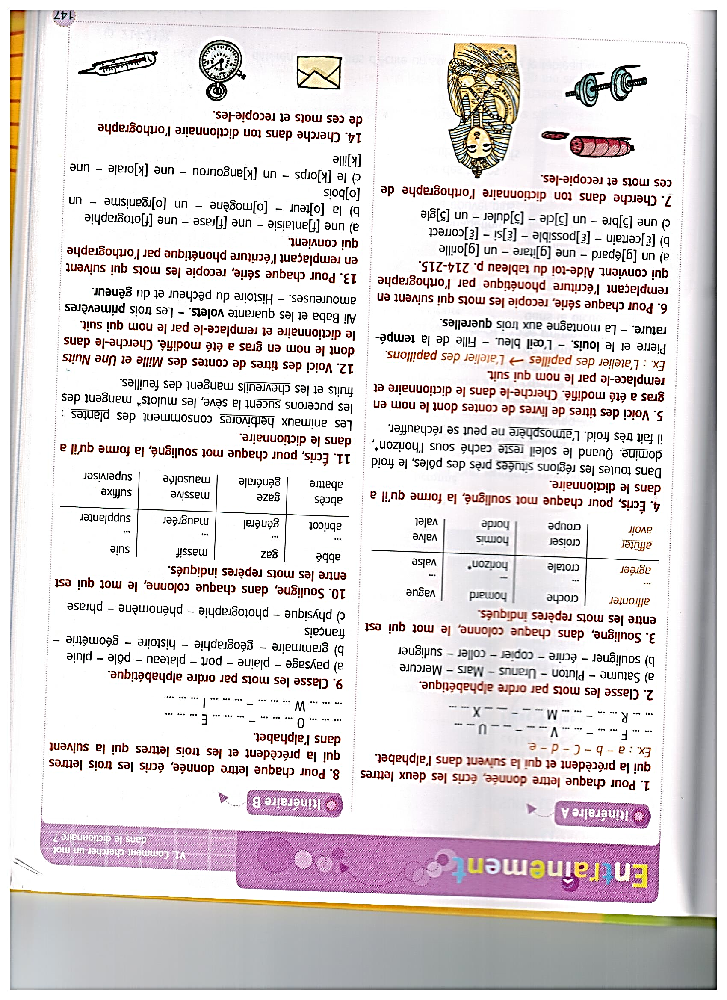 Entraînement
V1. Comment chercher un mot
dans le dictionnaire ?
Itinéraire A
1. Pour chaque lettre donnée, écris les deux lettres
qui la précèdent et qui la suivent dans l'alphabet.
Ex. : a – b – C – d – e.
... ... F ... ... – ... ... V ... ... – ... ... U ... ...
... ... R ... ... – ... ... M ... ... – ... ... X ... ...
2. Classe les mots par ordre alphabétique.
a) Saturne – Pluton – Uranus – Mars – Mercure
b) souligner – écrire – copier – coller – surligner
3. Souligne, dans chaque colonne, le mot qui est
entre les mots repères indiqués.
affronter croche homard vague
... ... ... ...
agréer crotale horizon* valse
affûter croiser hormis valve
avoir croupe horde valet
4. Écris, pour chaque mot souligné, la forme qu'il a
dans le dictionnaire.
Dans toutes les régions situées près des pôles, le froid
domine. Quand le soleil reste caché sous l'horizon*,
il fait très froid. L'atmosphère ne peut se réchauffer.
5. Voici des titres de livres de contes dont le nom en
gras a été modifié. Cherche-le dans le dictionnaire et
remplace-le par le nom qui suit.
Ex. : L'atelier des papilles → L'atelier des papillons.
Pierre et le louis. – L'œil bleu. – Fille de la tempé-
rature. – La montagne aux trois querelles.
6. Pour chaque série, recopie les mots qui suivent en
remplaçant l'écriture phonétique par l'orthographe
qui convient. Aide-toi du tableau p. 214-215.
a) un [g]épard – une [g]itare – un [g]orille
b) [ɛ̃]certain – [ɛ̃]possible – [ɛ̃]si – [ɛ̃]correct
c) une [ɔ̃]bre – un [ɔ̃]cle – [ɔ̃]duler – un [ɔ̃]gle
7. Cherche dans ton dictionnaire l'orthographe de
ces mots et recopie-les.
Itinéraire B
8. Pour chaque lettre donnée, écris les trois lettres
qui la précèdent et les trois lettres qui la suivent
dans l'alphabet.
... ... ... O ... ... ... – ... ... ... E ... ... ...
... ... ... W ... ... ... – ... ... ... I ... ... ...
9. Classe les mots par ordre alphabétique.
a) paysage – plaine – port – plateau – pôle – pluie
b) grammaire – géographie – histoire – géométrie –
français
c) physique – photographie – phénomène – phrase
10. Souligne, dans chaque colonne, le mot qui est
entre les mots repères indiqués.
abbé gaz massif suie
... ... ... ...
abricot général maugréer supplanter
abcès gaze massive suffixe
abattre générale mausolée superviser
11. Écris, pour chaque mot souligné, la forme qu'il a
dans le dictionnaire.
Les animaux herbivores consomment des plantes :
les pucerons sucent la sève, les mulots* mangent des
fruits et les chevreuils mangent des feuilles.
12. Voici des titres de contes des Mille et Une Nuits
dont le nom en gras a été modifié. Cherche-le dans
le dictionnaire et remplace-le par le nom qui suit.
Ali Baba et les quarante volets. – Les trois primevères
amoureuses. – Histoire du pêcheur et du gêneur.
13. Pour chaque série, recopie les mots qui suivent
en remplaçant l'écriture phonétique par l'orthographe
qui convient.
a) une [f]antaisie – une [f]rase – une [f]otographie
b) la [o]teur – [o]mogène – un [o]rganisme – un
[o]bois
c) le [k]orps – un [k]angourou – une [k]orale – une
[k]ille
14. Cherche dans ton dictionnaire l'orthographe
de ces mots et recopie-les.
147